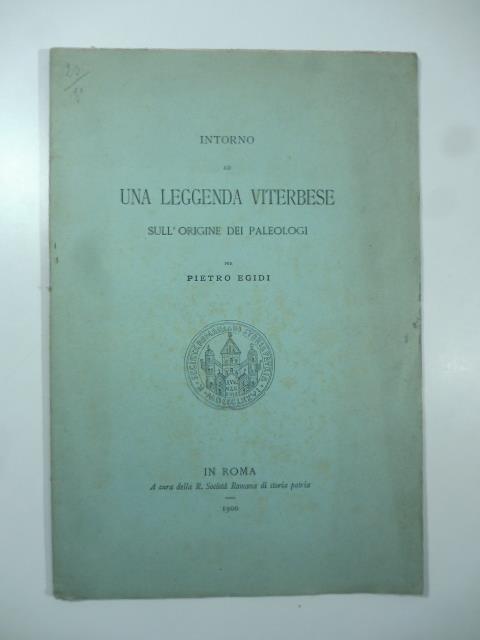 INTORNO
AD
UNA LEGGENDA VITERBESE
SULL' ORIGINE DEI PALEOLOGI
PER
PIETRO EGIDI
IN ROMA
A cura della R. Società Romana di storia patria
1900